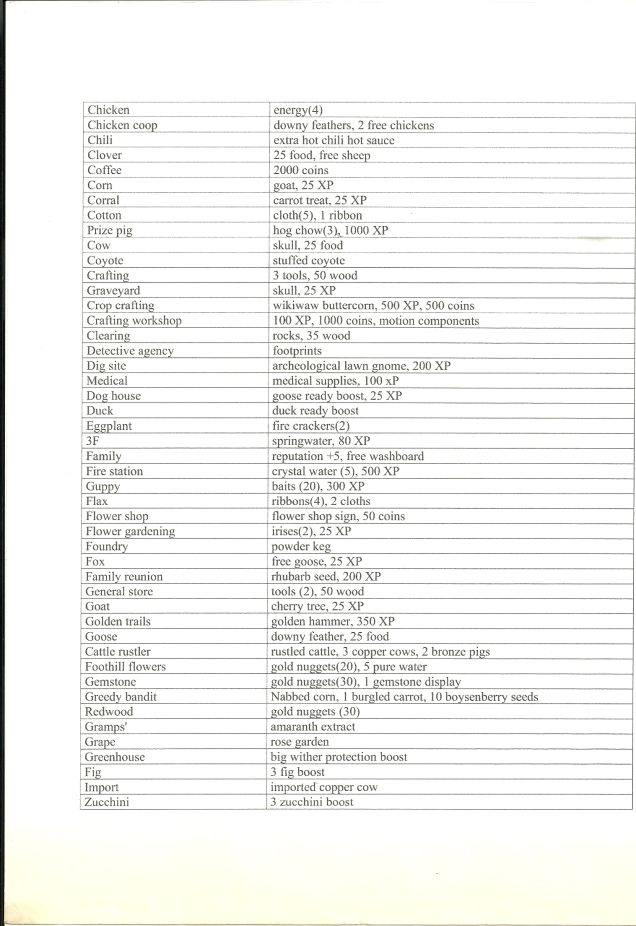 Chicken energy(4)
Chicken coop downy feathers, 2 free chickens
Chili extra hot chili hot sauce
Clover 25 food, free sheep
Coffee 2000 coins
Corn goat, 25 XP
Corral carrot treat, 25 XP
Cotton cloth(5), 1 ribbon
Prize pig hog chow(3), 1000 XP
Cow skull, 25 food
Coyote stuffed coyote
Crafting 3 tools, 50 wood
Graveyard skull, 25 XP
Crop crafting wikiwaw buttercorn, 500 XP, 500 coins
Crafting workshop 100 XP, 1000 coins, motion components
Clearing rocks, 35 wood
Detective agency footprints
Dig site archeological lawn gnome, 200 XP
Medical medical supplies, 100 xP
Dog house goose ready boost, 25 XP
Duck duck ready boost
Eggplant fire crackers(2)
3F springwater, 80 XP
Family reputation +5, free washboard
Fire station crystal water (5), 500 XP
Guppy baits (20), 300 XP
Flax ribbons(4), 2 cloths
Flower shop flower shop sign, 50 coins
Flower gardening irises(2), 25 XP
Foundry powder keg
Fox free goose, 25 XP
Family reunion rhubarb seed, 200 XP
General store tools (2), 50 wood
Goat cherry tree, 25 XP
Golden trails golden hammer, 350 XP
Goose downy feather, 25 food
Cattle rustler rustled cattle, 3 copper cows, 2 bronze pigs
Foothill flowers gold nuggets(20), 5 pure water
Gemstone gold nuggets(30), 1 gemstone display
Greedy bandit Nabbed corn, 1 burgled carrot, 10 boysenberry seeds
Redwood gold nuggets (30)
Gramps' amaranth extract
Grape rose garden
Greenhouse big wither protection boost
Fig 3 fig boost
Import imported copper cow
Zucchini 3 zucchini boost